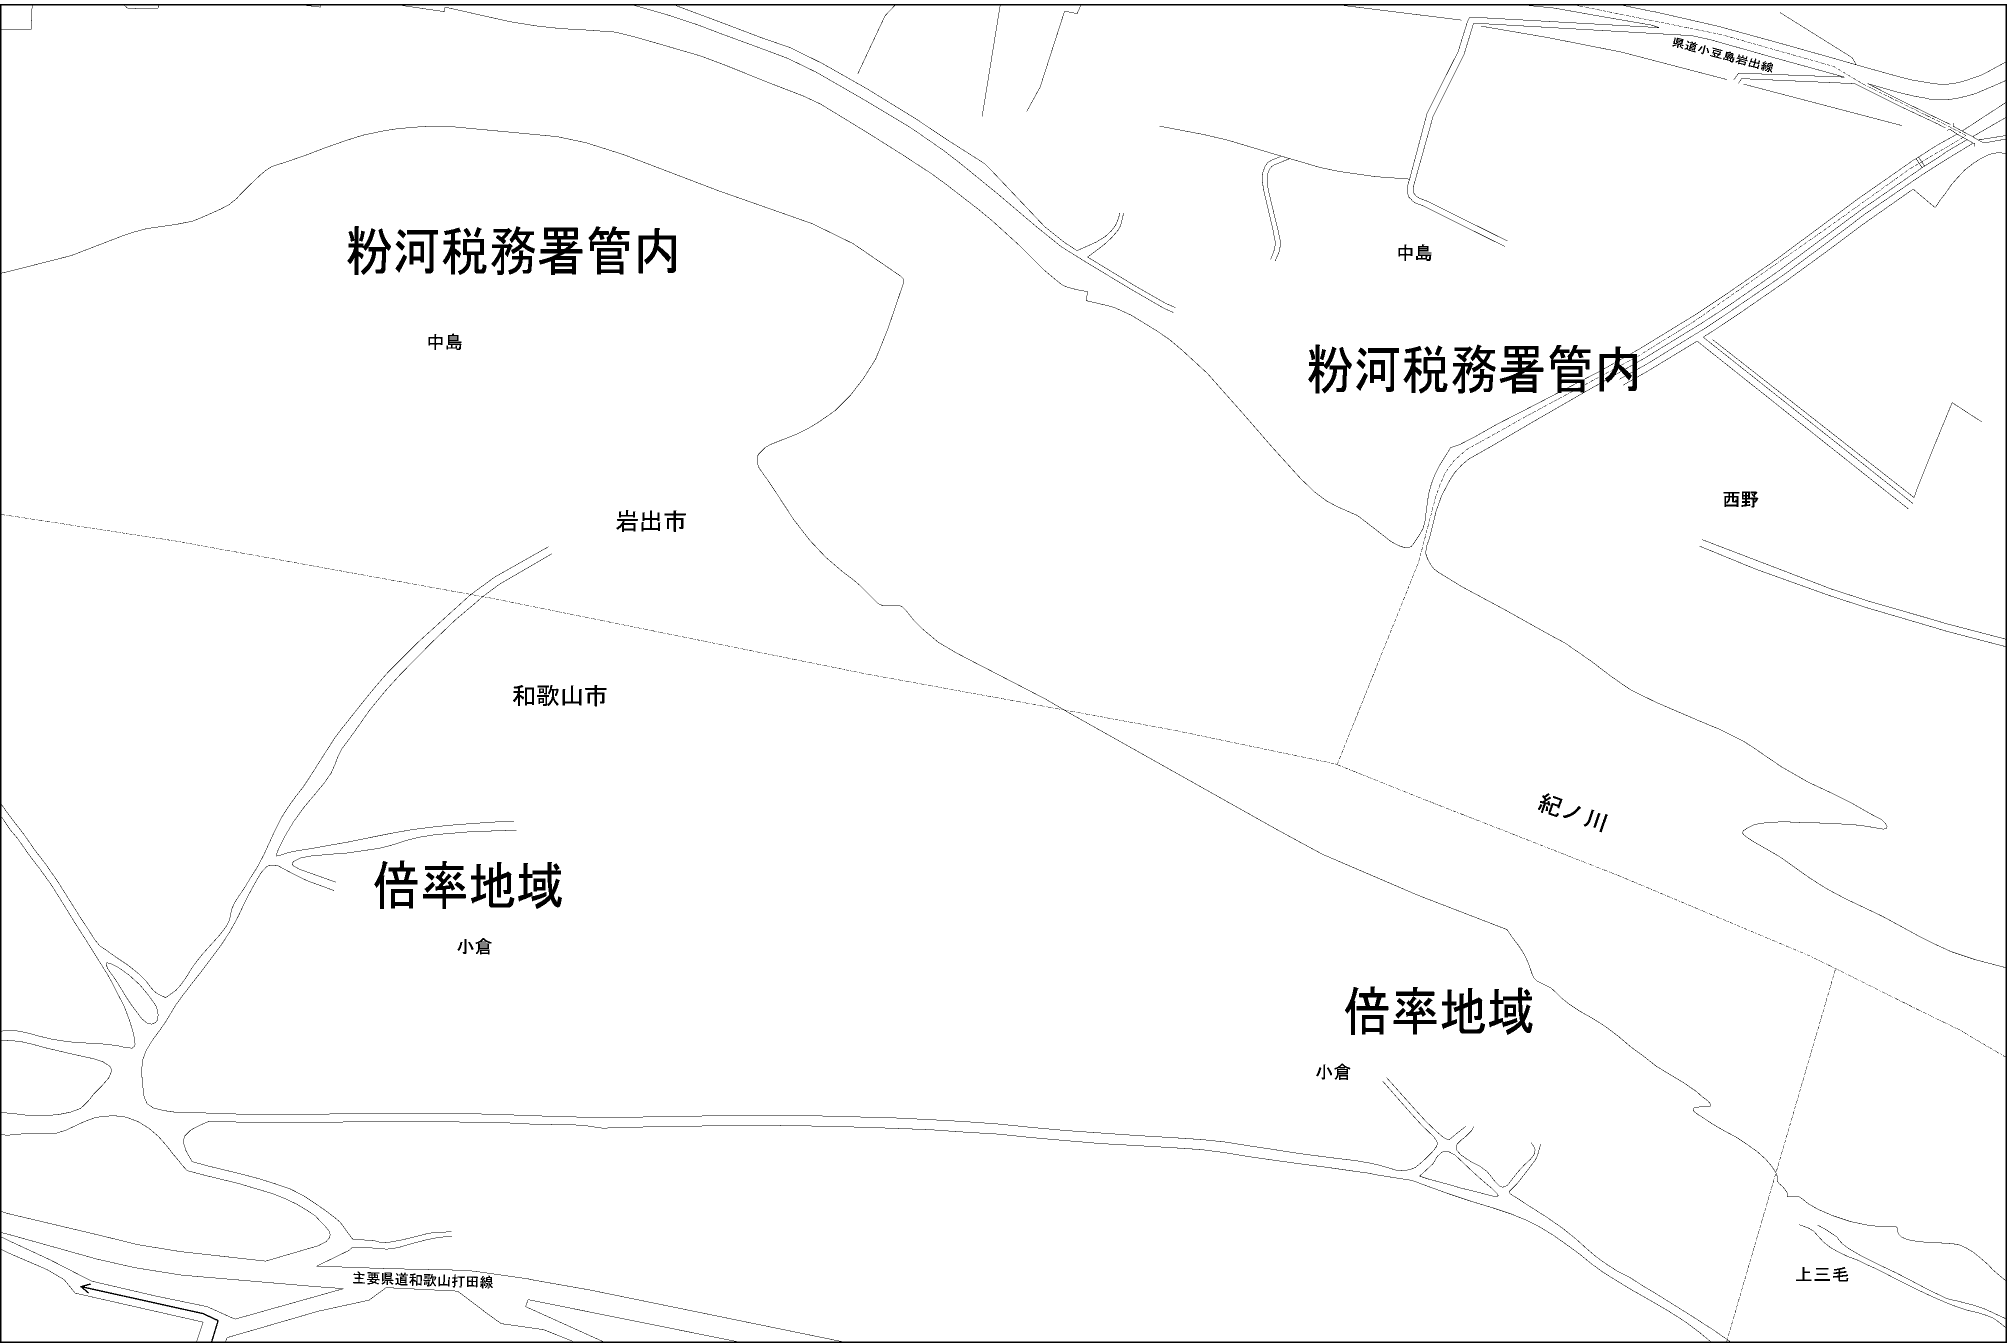 県道小豆島岩出線
粉河税務署管内
中島
中島
粉河税務署管内
西野
岩出市
和歌山市
紀ノ川
倍率地域
小倉
倍率地域
小倉
上三毛
主要県道和歌山打田線